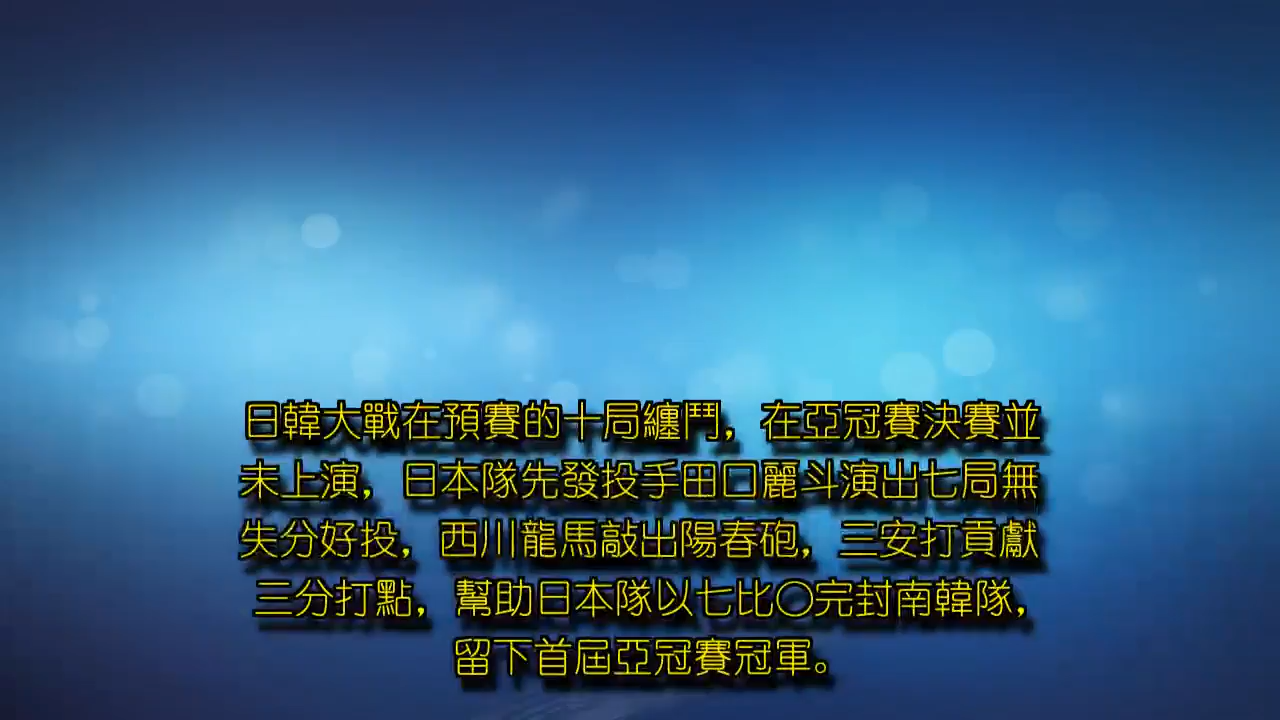 日韓大戰在預賽的十局纏鬥，在亞冠賽決賽並
未上演，日本隊先發投手田口麗斗演出七局無
失分好投，西川龍馬敲出陽春砲，三安打貢獻
三分打點，幫助日本隊以七比〇完封南韓隊，
留下首屆亞冠賽冠軍。